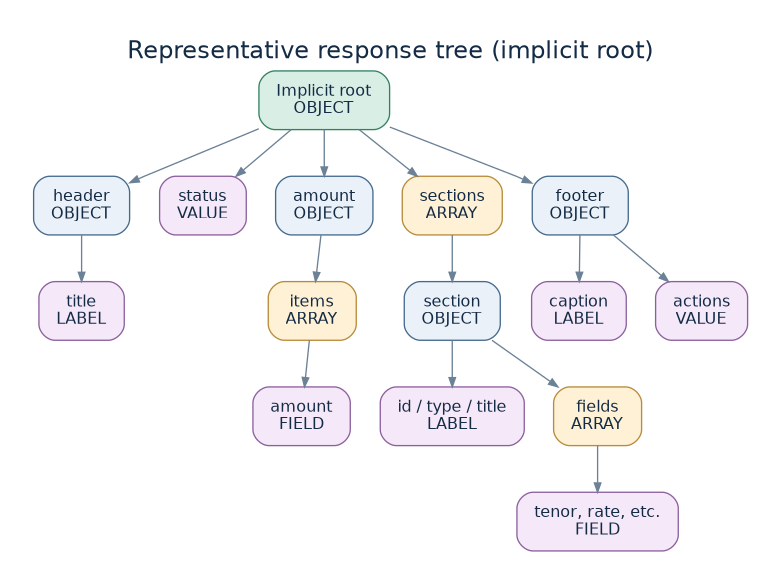 Representative response tree (implicit root)
Implicit root
OBJECT
header
OBJECT
status
VALUE
amount
OBJECT
sections
ARRAY
footer
OBJECT
title
LABEL
items
ARRAY
section
OBJECT
caption
LABEL
actions
VALUE
amount
FIELD
id / type / title
LABEL
fields
ARRAY
tenor, rate, etc.
FIELD